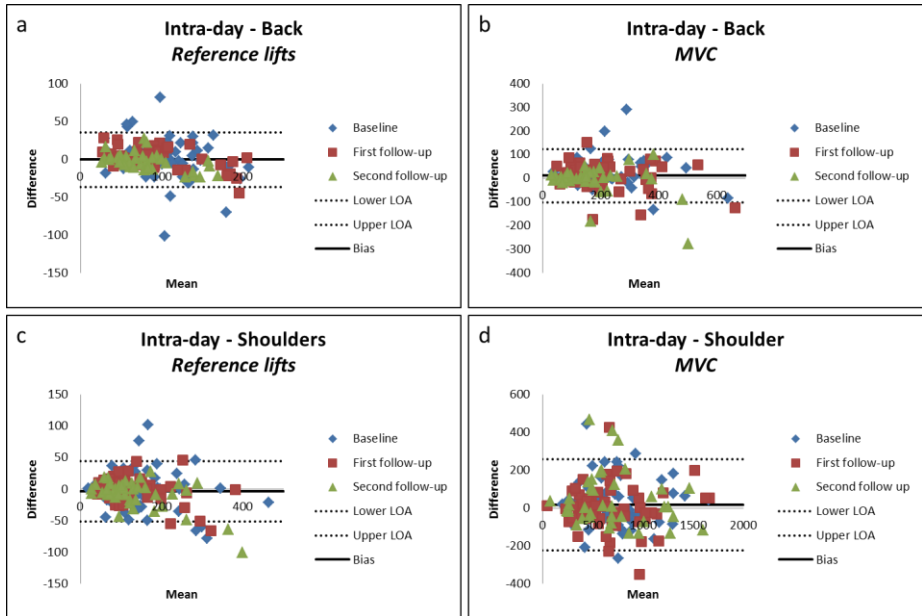 a
Intra-day - Back
Reference lifts
100
50
0
-50
-100
-150
0
100
200
Difference
Mean
Baseline
First follow-up
Second follow-up
Lower LOA
Upper LOA
Bias
b
Intra-day - Back
MVC
400
300
200
100
0
-100
-200
-300
-400
0
200
400
600
Difference
Mean
Baseline
First follow-up
Second follow-up
Lower LOA
Upper LOA
Bias
c
Intra-day - Shoulders
Reference lifts
150
100
50
0
-50
-100
-150
0
200
400
Difference
Mean
Baseline
First follow-up
Second follow-up
Lower LOA
Upper LOA
Bias
d
Intra-day - Shoulder
MVC
600
400
200
0
-200
-400
0
500
1000
1500
2000
Difference
Mean
Baseline
First follow-up
Second follow-up
Lower LOA
Upper LOA
Bias